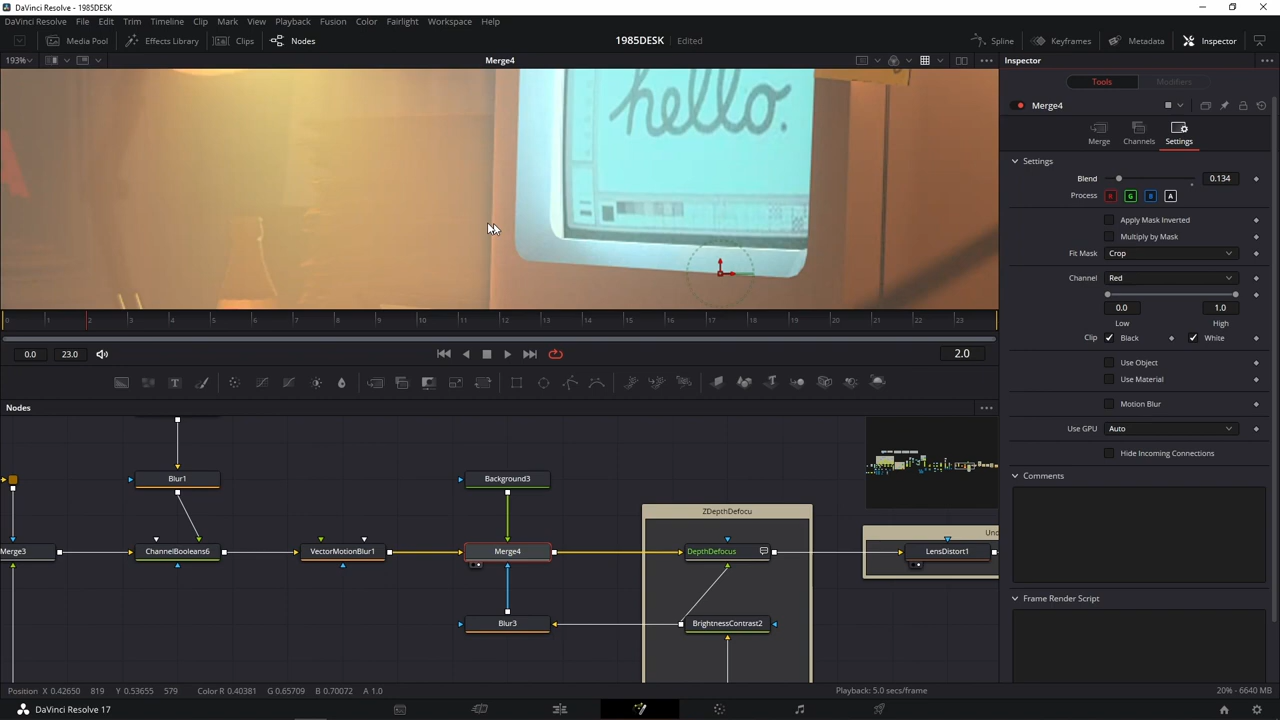 DaVinci Resolve 17 - 1985DESK
DaVinci Resolve File Edit Trim Timeline Clip Mark View Playback Fusion Color Fairlight Workspace Help
Media Pool Effects Library Clips Nodes 1985DESK Edited Spline Keyframes Metadata Inspector
193% Merge4 Inspector
Tools Modifiers
Merge4
hello.
Merge Channels Settings
Settings
Blend 0.134
Process R G B A
Apply Mask Inverted
Multiply by Mask
Fit Mask Crop
Channel Red
0.0 1.0
Low High
Clip Black White
0 1 2 3 4 5 6 7 8 9 10 11 12 13 14 15 16 17 18 19 20 21 22 23
0.0 23.0 2.0
Use Object
Use Material
Motion Blur
Nodes
Use GPU Auto
Hide Incoming Connections
Comments
Blur1 Background3
ZDepthDefocu
Unc
Merge3 ChannelBooleans6 VectorMotionBlur1 Merge4 DepthDefocus LensDistort1
Frame Render Script
Blur3 BrightnessContrast2
Position X 0.42650 819 Y 0.53655 579 Color R 0.40381 G 0.65709 B 0.70072 A 1.0 Playback: 5.0 secs/frame 20% - 6640 MB
DaVinci Resolve 17